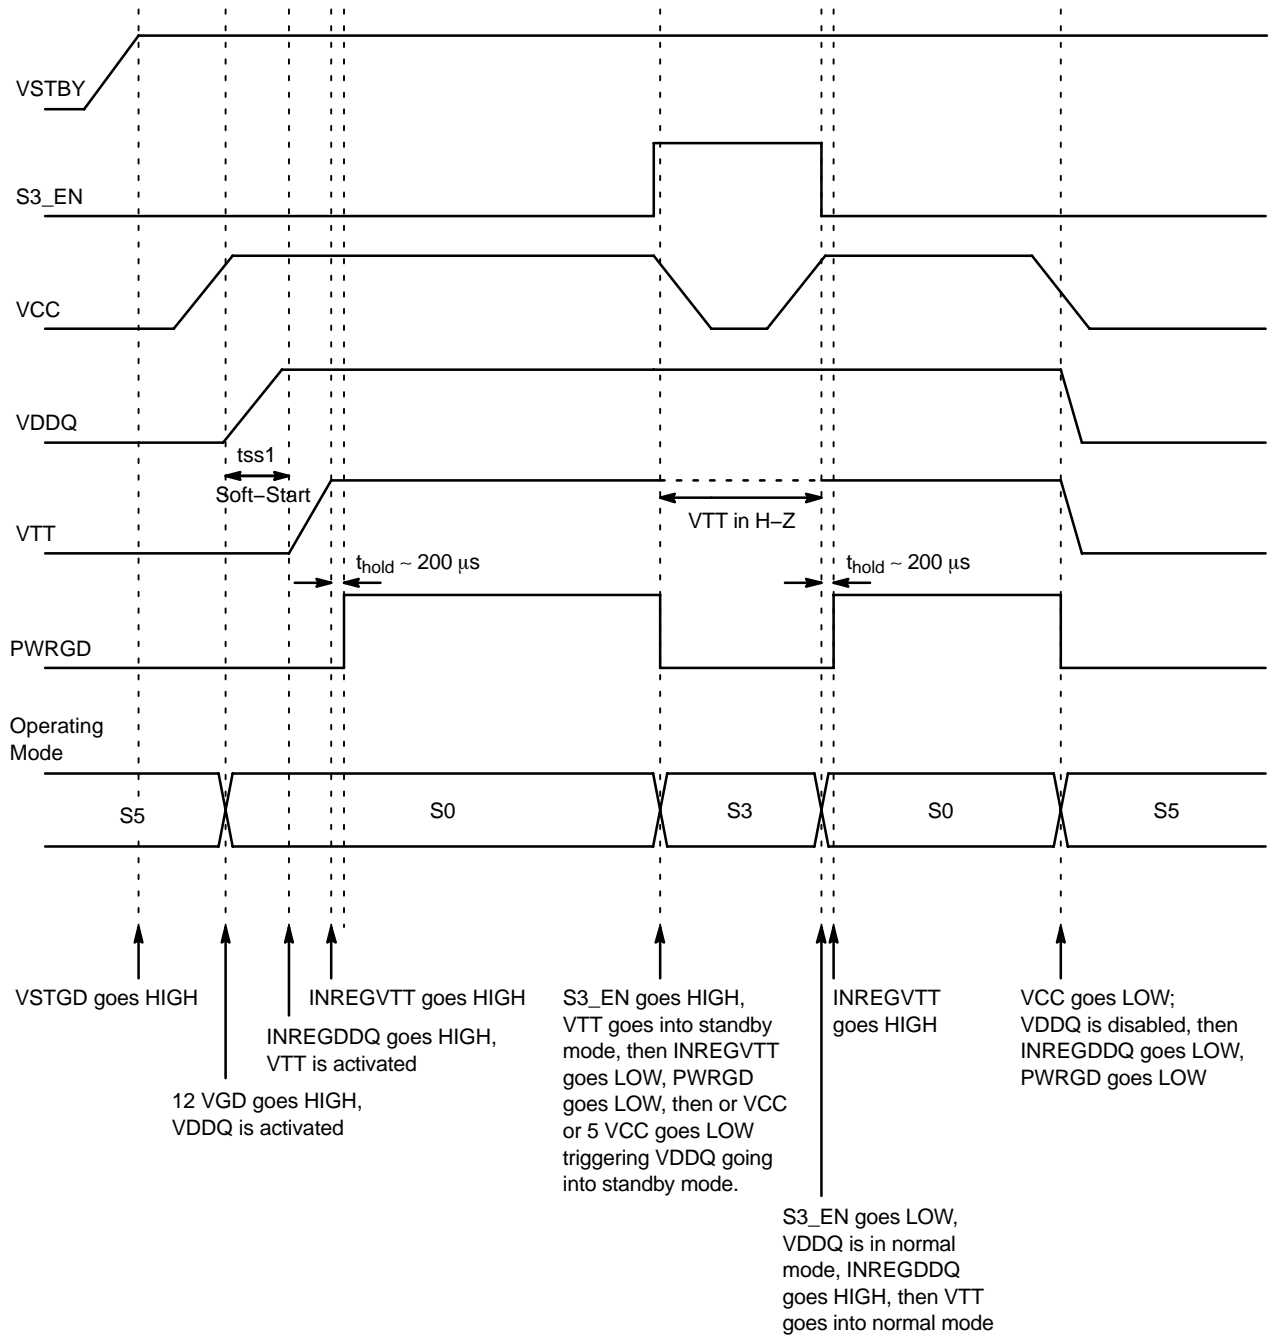 VSTBY
S3_EN
VCC
VDDQ
tss1
Soft−Start
VTT in H−Z
VTT
thold ~ 200 μs
thold ~ 200 μs
PWRGD
Operating
Mode
S5
S0
S3
S0
S5
VSTGD goes HIGH
12 VGD goes HIGH,
VDDQ is activated
INREGDDQ goes HIGH,
VTT is activated
INREGVTT goes HIGH
S3_EN goes HIGH,
VTT goes into standby
mode, then INREGVTT
goes LOW, PWRGD
goes LOW, then or VCC
or 5 VCC goes LOW
triggering VDDQ going
into standby mode.
S3_EN goes LOW,
VDDQ is in normal
mode, INREGDDQ
goes HIGH, then VTT
goes into normal mode
INREGVTT
goes HIGH
VCC goes LOW;
VDDQ is disabled, then
INREGDDQ goes LOW,
PWRGD goes LOW